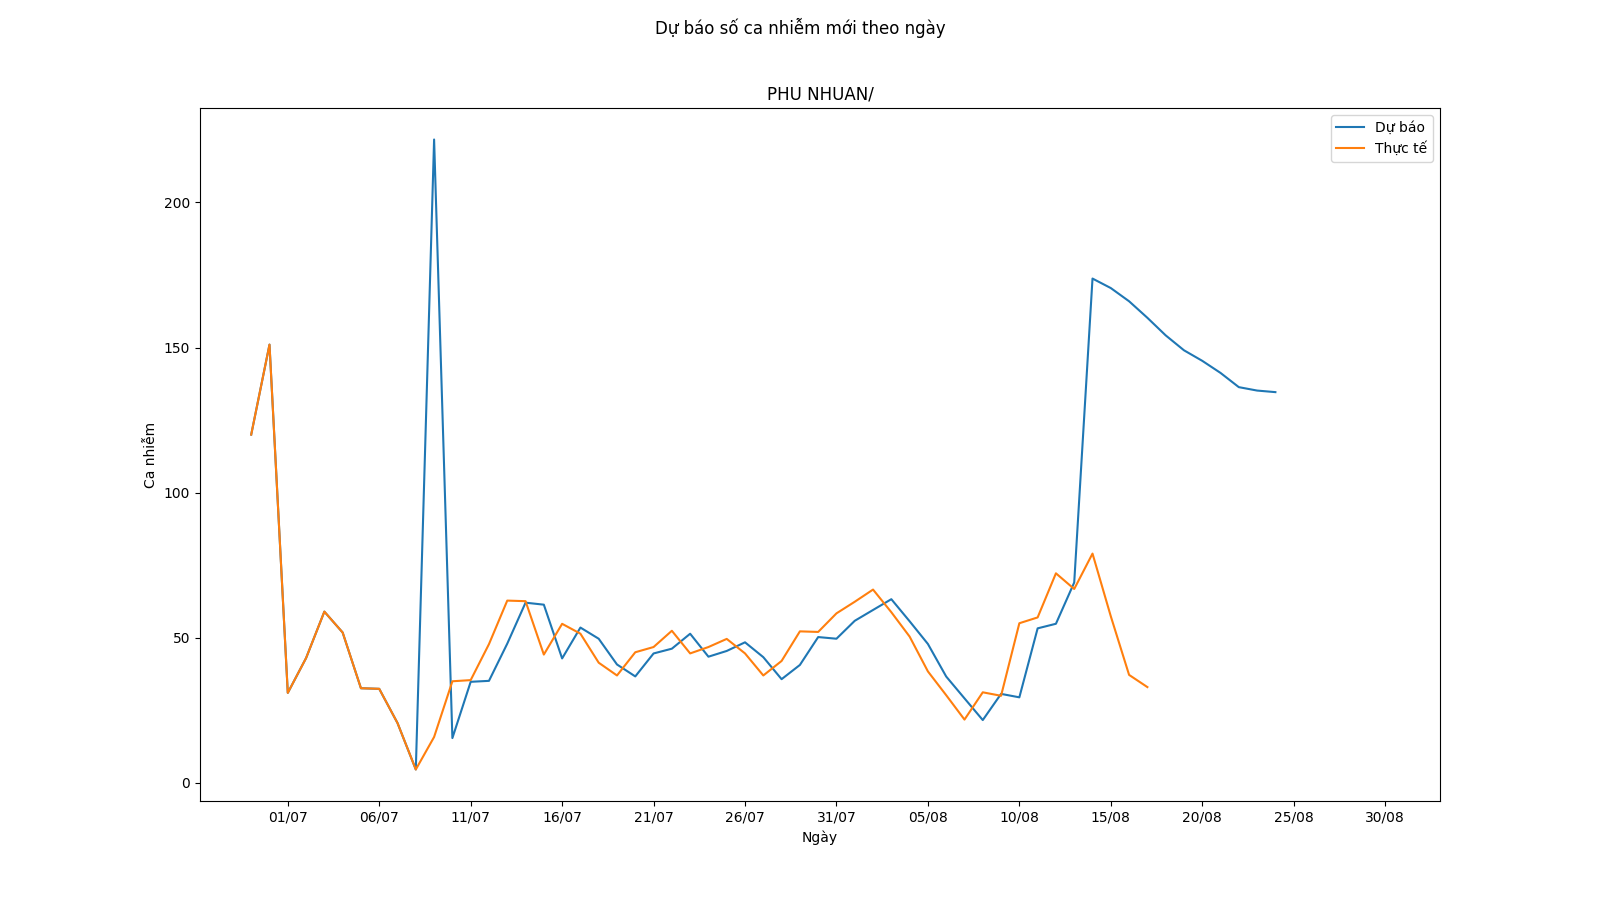 Dự báo số ca nhiễm mới theo ngày
PHU NHUAN/
Dự báo
Thực tế
200
150
100
50
0
Ca nhiễm
01/07 06/07 11/07 16/07 21/07 26/07 31/07 05/08 10/08 15/08 20/08 25/08 30/08
Ngày